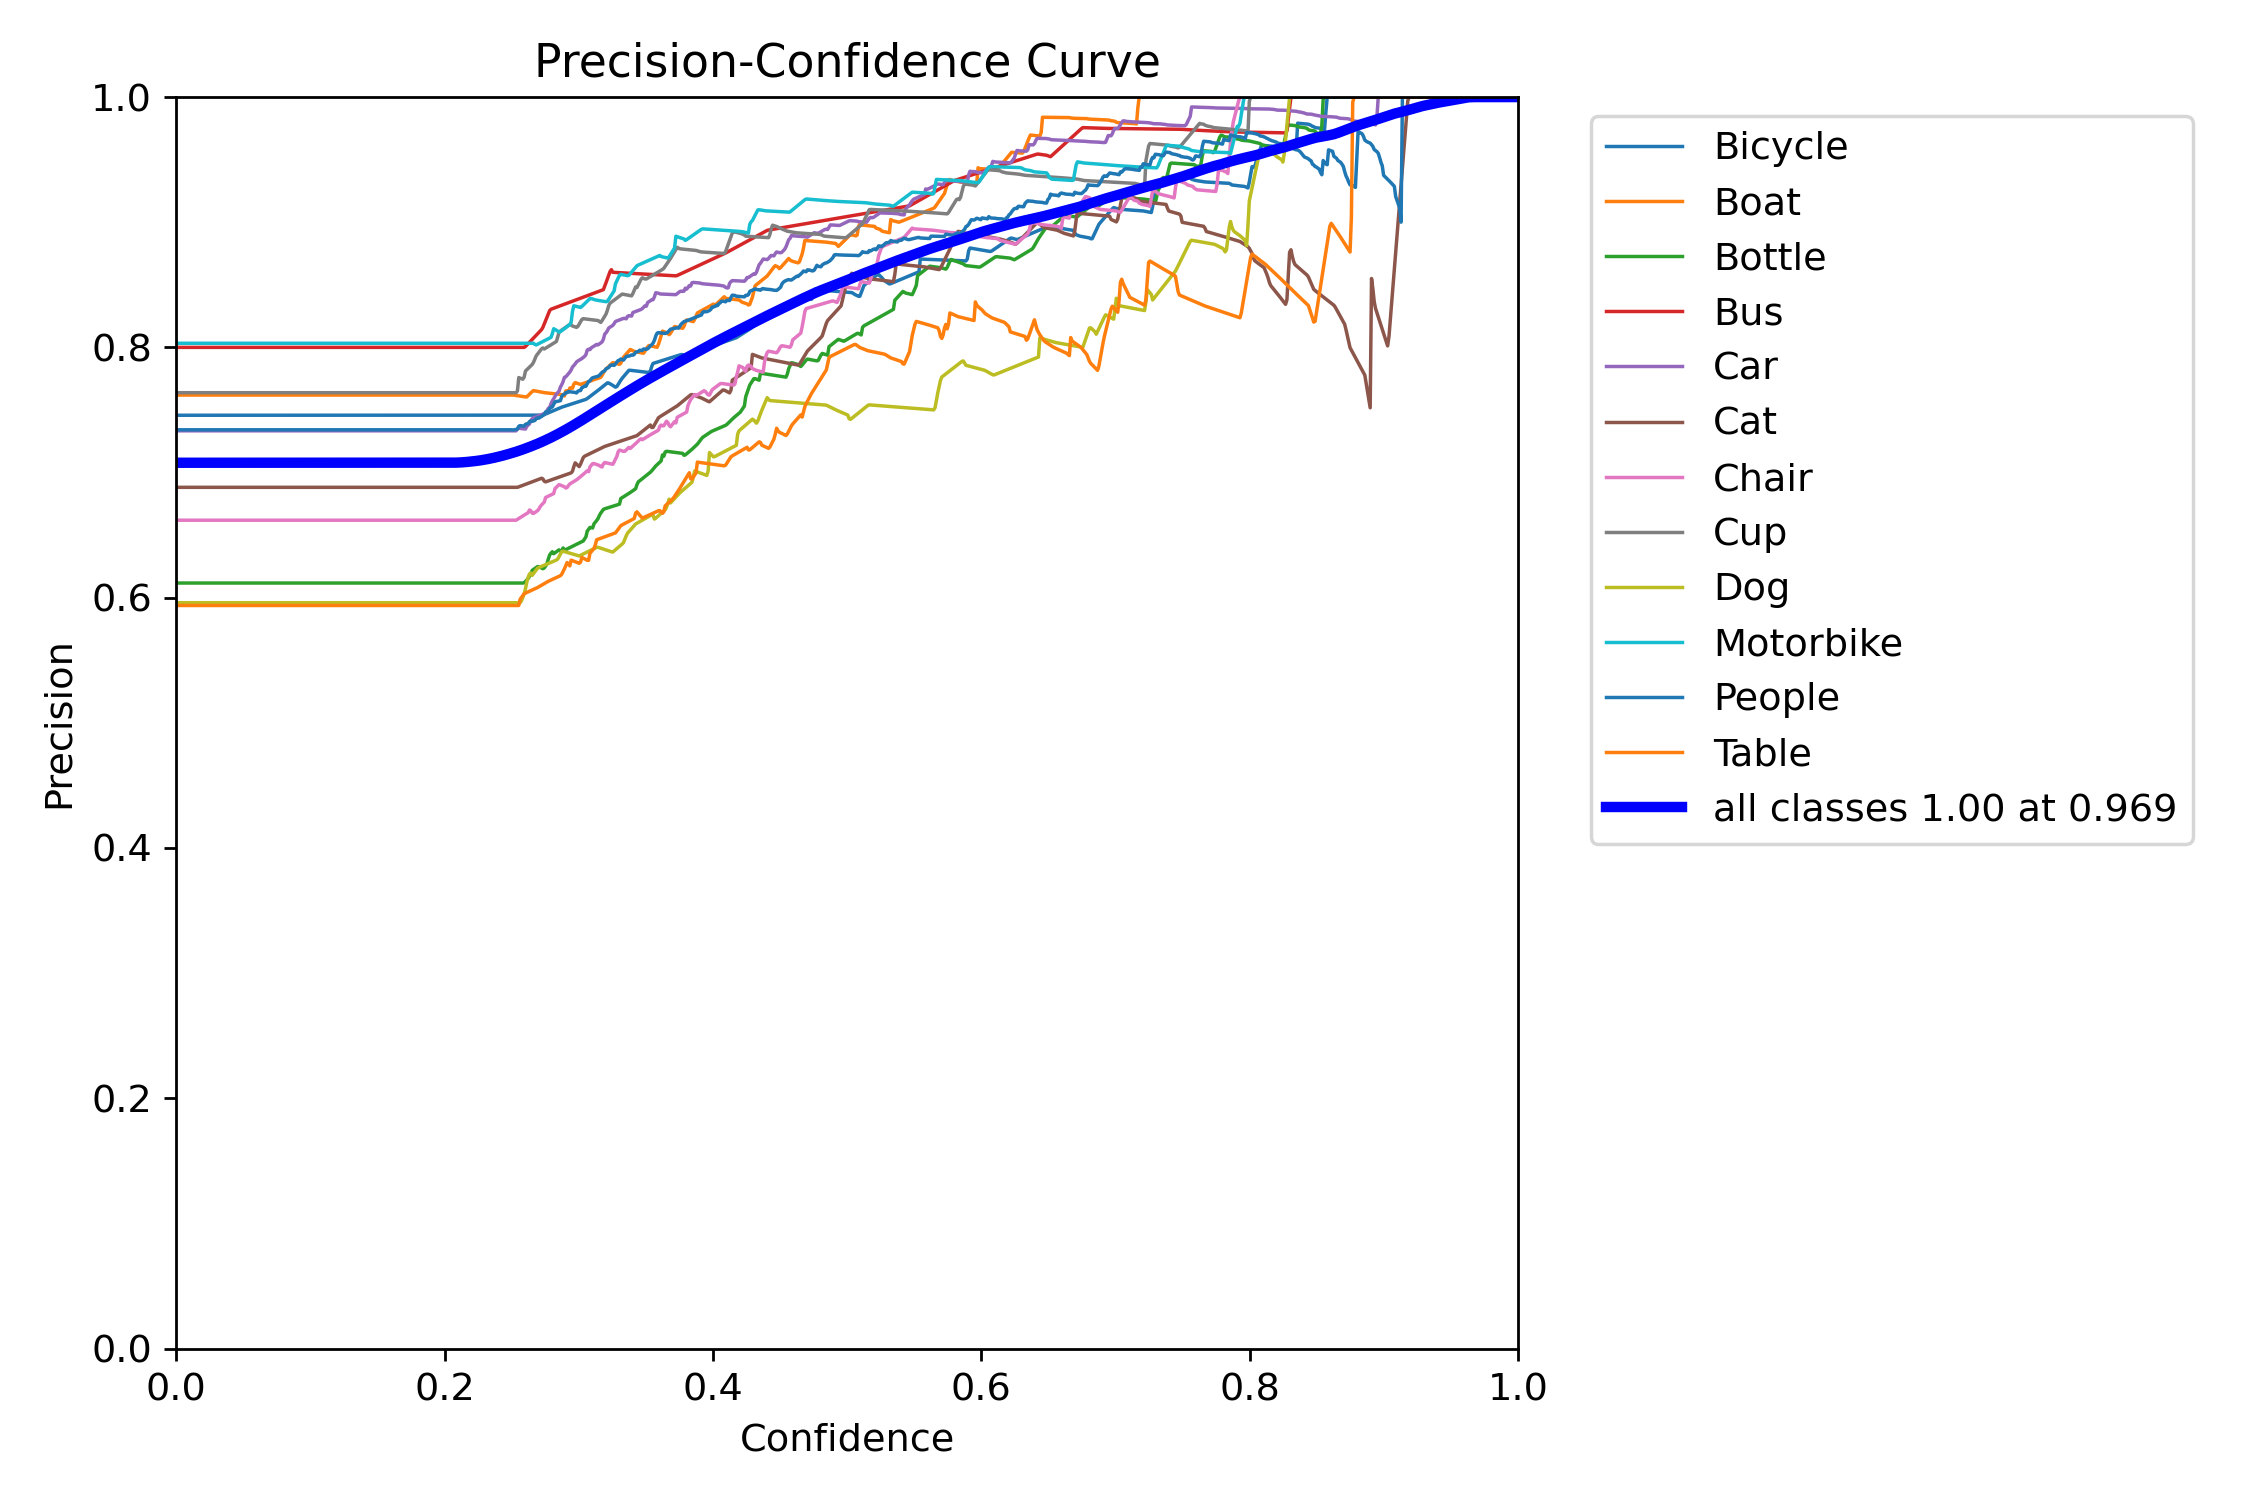 Precision-Confidence Curve
1.0
0.8
0.6
0.4
0.2
0.0
Precision
0.0 0.2 0.4 0.6 0.8 1.0
Confidence
Bicycle
Boat
Bottle
Bus
Car
Cat
Chair
Cup
Dog
Motorbike
People
Table
all classes 1.00 at 0.969